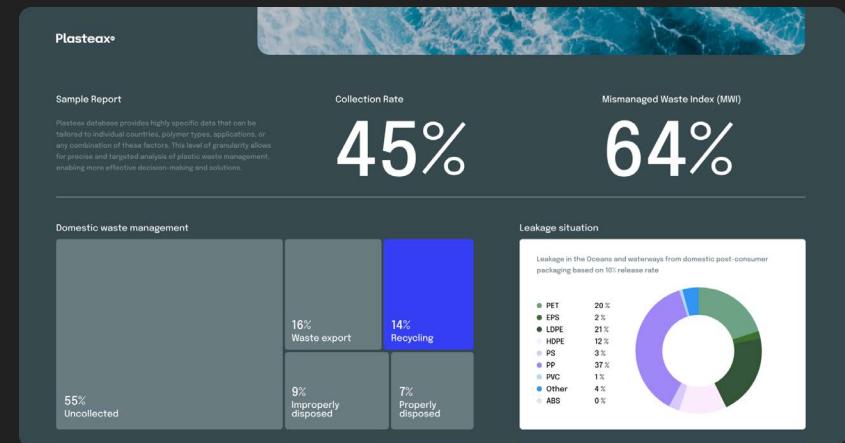 Plasteax®
Sample Report
Plasteax database provides highly specific data that can be
tailored to individual countries, polymer types, applications, or
any combination of these factors. This level of granularity allows
for precise and targsted analysis of plastic waste management,
enabling more effective decision-making and solutions.
Collection Rate
45%
Mismanaged Waste Index (MWI)
64%
Domestic waste management
55%
Uncollected
16%
Waste export
14%
Recycling
9%
Improperly
disposed
7%
Properly
disposed
Leakage situation
Leakage in the Oceans and waterways from domestic post-consumer
packaging based on 10% release rate
PET 20 %
EPS 2 %
LDPE 21 %
HDPE 12 %
PS 3 %
PP 37 %
PVC 1 %
Other 4 %
ABS 0 %